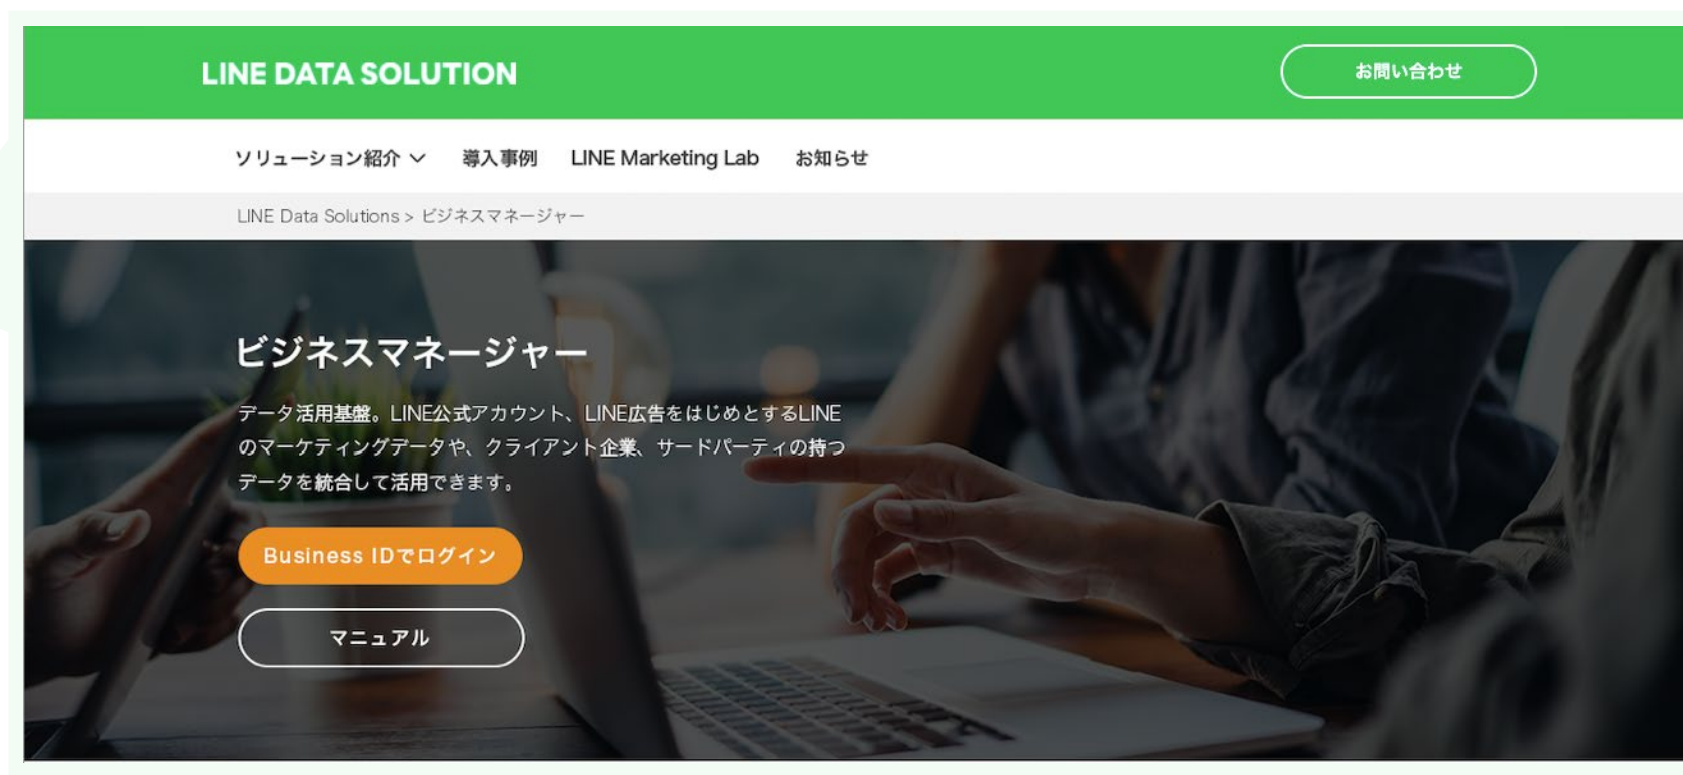 LINE DATA SOLUTION
お問い合わせ
ソリューション紹介 導入事例 LINE Marketing Lab お知らせ
LINE Data Solutions > ビジネスマネージャー
ビジネスマネージャー
データ活用基盤。LINE公式アカウント、LINE広告をはじめとするLINE
のマーケティングデータや、クライアント企業、サードパーティの持つ
データを統合して活用できます。
Business IDでログイン
マニュアル